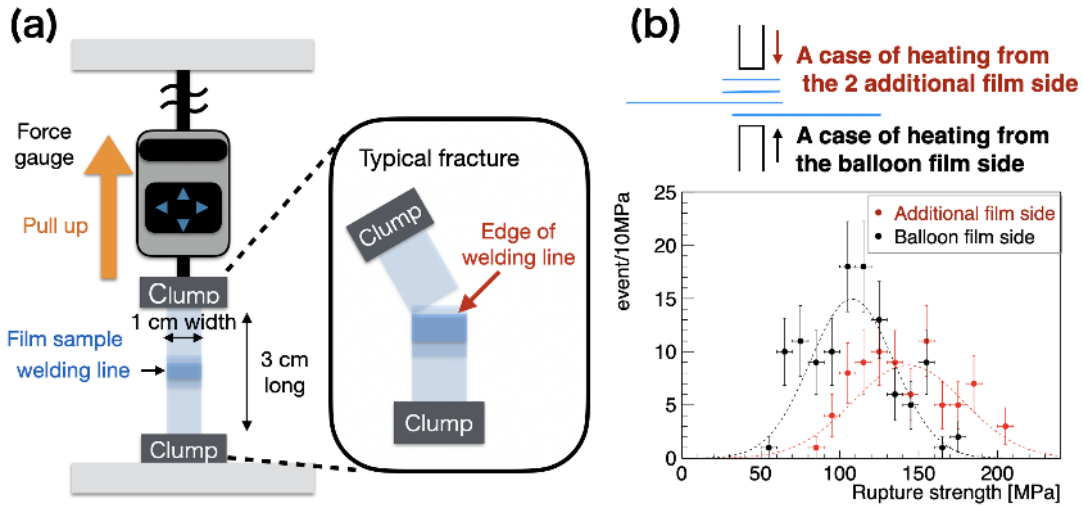 (a)
Force
gauge
Pull up
Clump
1 cm width
Film sample
welding line
3 cm
long
Clump
Typical fracture
Clump
Edge of
welding line
Clump
(b)
A case of heating from
the 2 additional film side
A case of heating from
the balloon film side
event/10MPa
25
20
15
10
5
0
Additional film side
Balloon film side
0
50
100
150
200
Rupture strength [MPa]